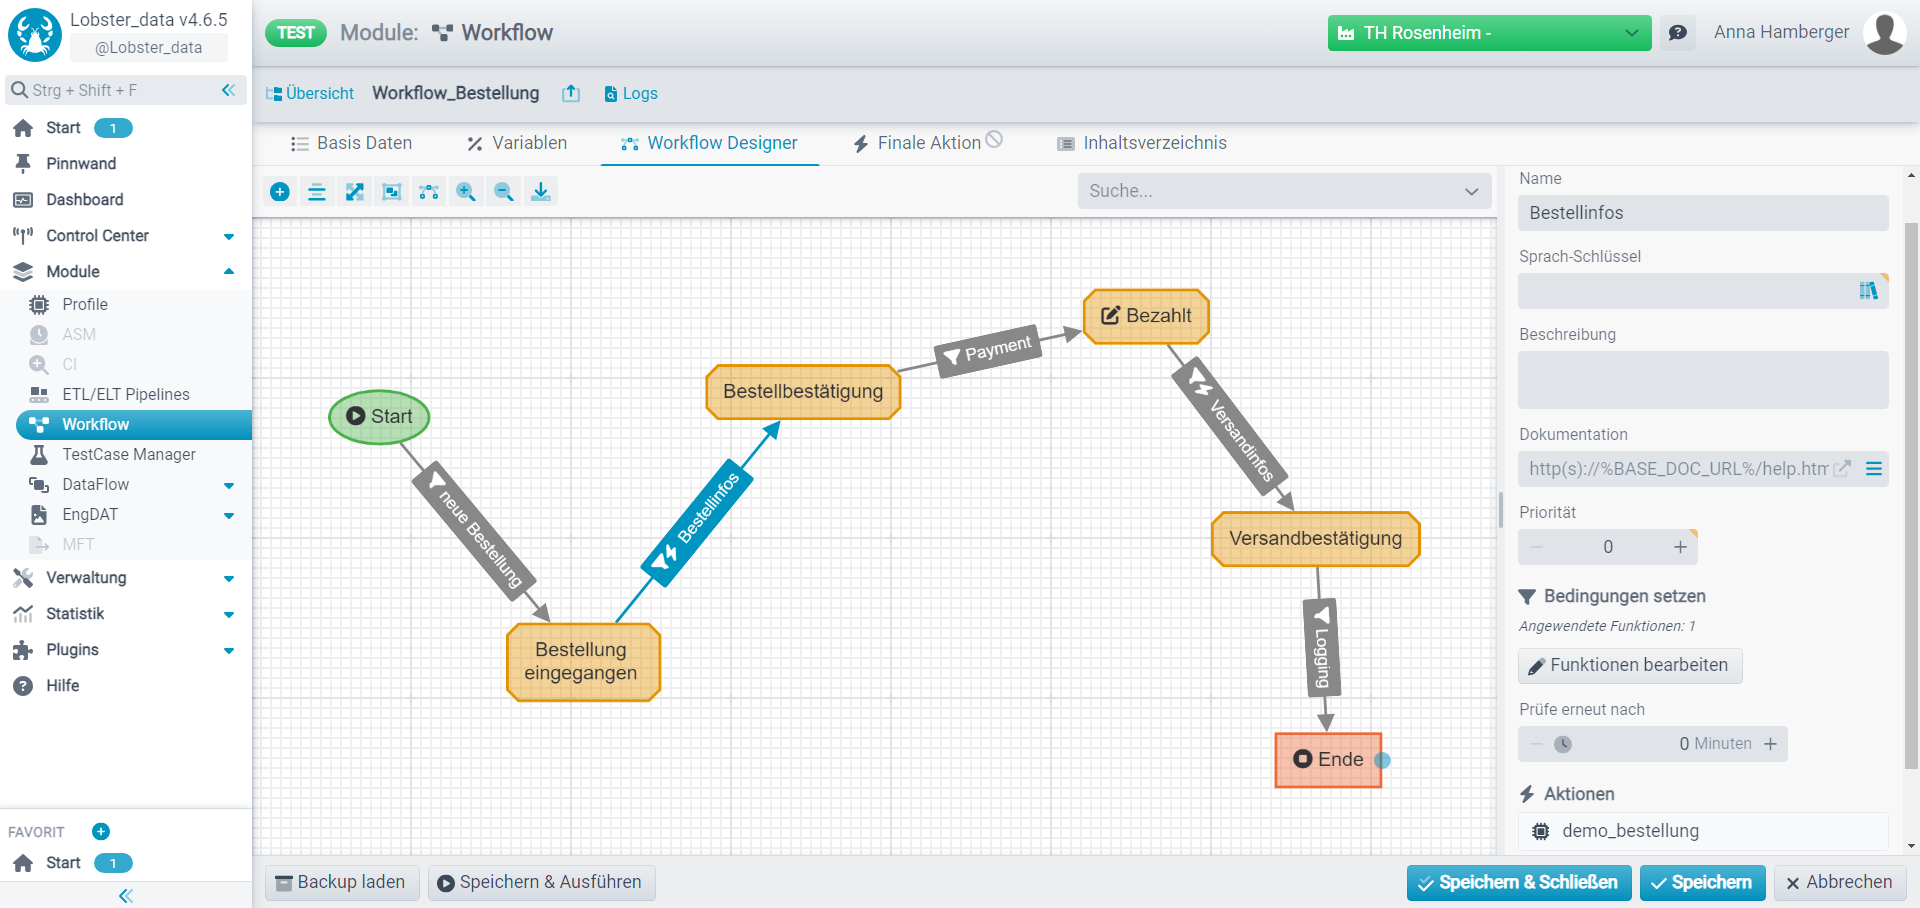 Lobster_data v4.6.5
@Lobster_data
TEST
Module: Workflow
TH Rosenheim -
Anna Hamberger
Strg + Shift + F
Übersicht
Workflow_Bestellung
Logs
Start 1
Pinnwand
Dashboard
Control Center
Module
Profile
ASM
CI
ETL/ELT Pipelines
Workflow
TestCase Manager
DataFlow
EngDAT
MFT
Verwaltung
Statistik
Plugins
Hilfe
FAVORIT
Start 1
Basis Daten
Variablen
Workflow Designer
Finale Aktion
Inhaltsverzeichnis
Suche...
Start
neue Bestellung
Bestellung
eingegangen
Bestellinfos
Bestellbestätigung
Payment
Bezahlt
Versandinfos
Versandbestätigung
Logging
Ende
Name
Bestellinfos
Sprach-Schlüssel
Beschreibung
Dokumentation
http(s)://%BASE_DOC_URL%/help.htm
Priorität
0
Bedingungen setzen
Angewendete Funktionen: 1
Funktionen bearbeiten
Prüfe erneut nach
0 Minuten
Aktionen
demo_bestellung
Backup laden
Speichern & Ausführen
Speichern & Schließen
Speichern
Abbrechen